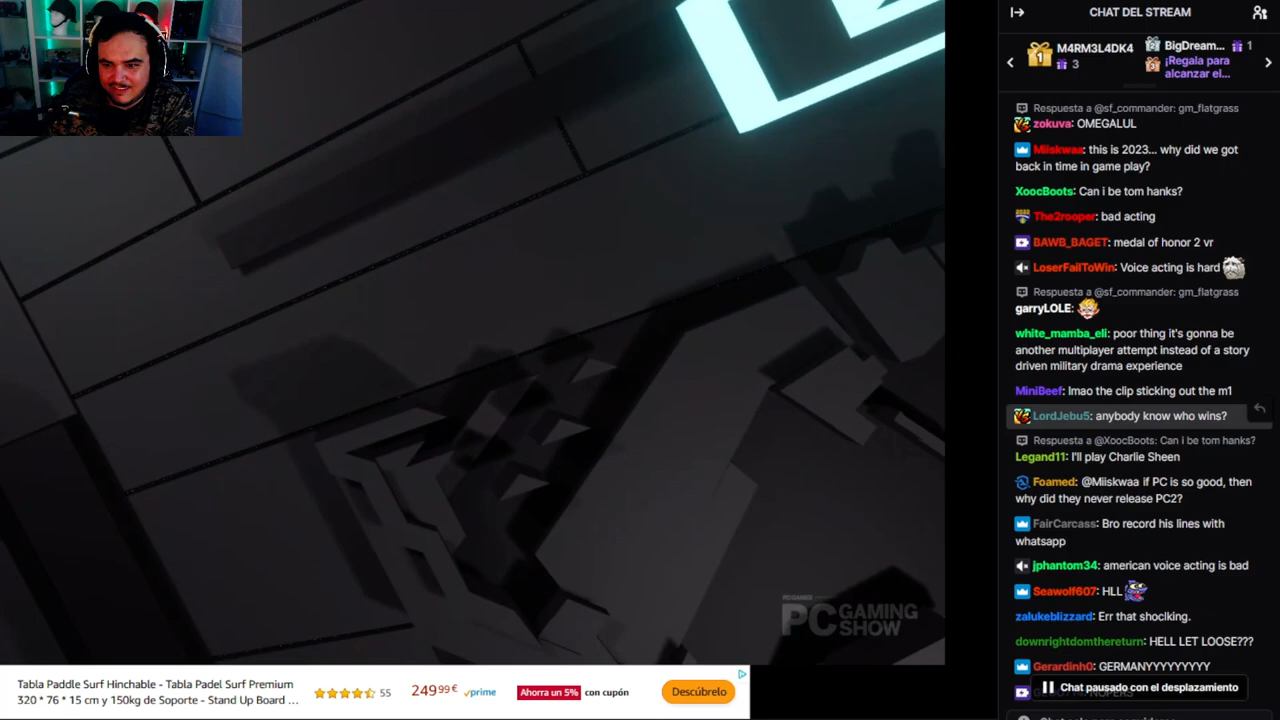 CHAT DEL STREAM
M4RM3L4DK4
3
BigDream... 1
¡Regala para
alcanzar el...
Respuesta a @sf_commander: gm_flatgrass
zokuva: OMEGALUL
Miiskwaa: this is 2023... why did we got
back in time in game play?
XoocBoots: Can i be tom hanks?
The2rooper: bad acting
BAWB_BAGET: medal of honor 2 vr
LoserFailToWin: Voice acting is hard
Respuesta a @sf_commander: gm_flatgrass
garryLOLE:
white_mamba_eli: poor thing it's gonna be
another multiplayer attempt instead of a story
driven military drama experience
MiniBeef: lmao the clip sticking out the m1
LordJebu5: anybody know who wins?
Respuesta a @XoocBoots: Can i be tom hanks?
Legand11: I'll play Charlie Sheen
Foamed: @Miiskwaa if PC is so good, then
why did they never release PC2?
FairCarcass: Bro record his lines with
whatsapp
jphantom34: american voice acting is bad
Seawolf607: HLL
zalukeblizzard: Err that shoclking.
downrightdomthereturn: HELL LET LOOSE???
Gerardinh0: GERMANYYYYYYYYY
Chat pausado con el desplazamiento
PC GAMING
SHOW
Tabla Paddle Surf Hinchable - Tabla Padel Surf Premium
320 * 76 * 15 cm y 150kg de Soporte - Stand Up Board ...
55
249,99 €
prime
Ahorra un 5% con cupón
Descúbrelo